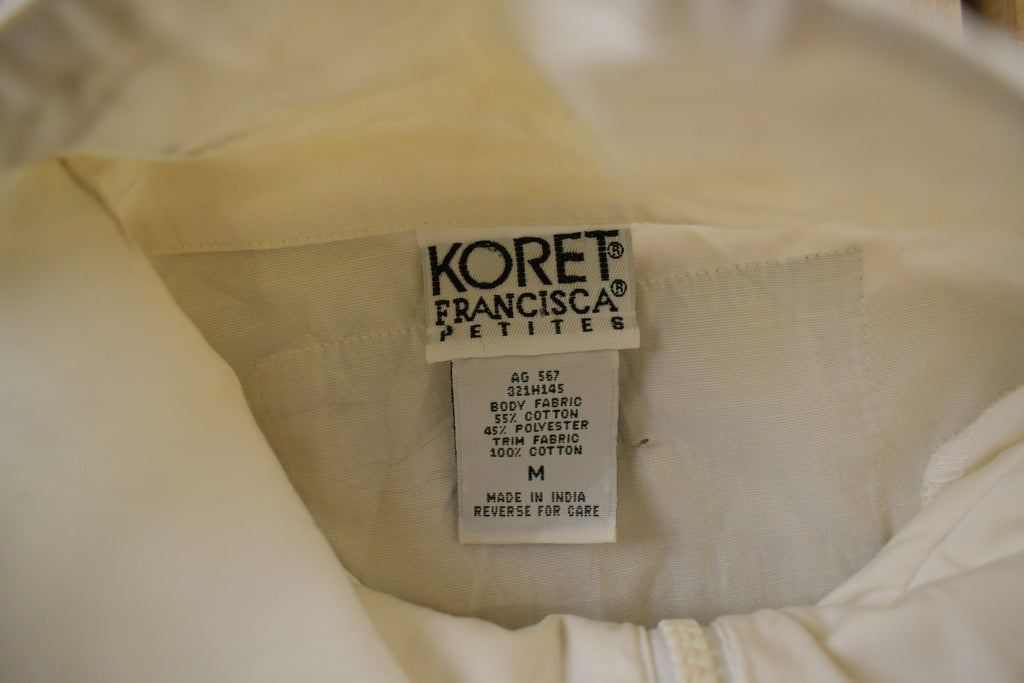 KORET®
FRANCISCA®
PETITES
AG 567
321H145
BODY FABRIC
55% COTTON
45% POLYESTER
TRIM FABRIC
100% COTTON
M
MADE IN INDIA
REVERSE FOR CARE